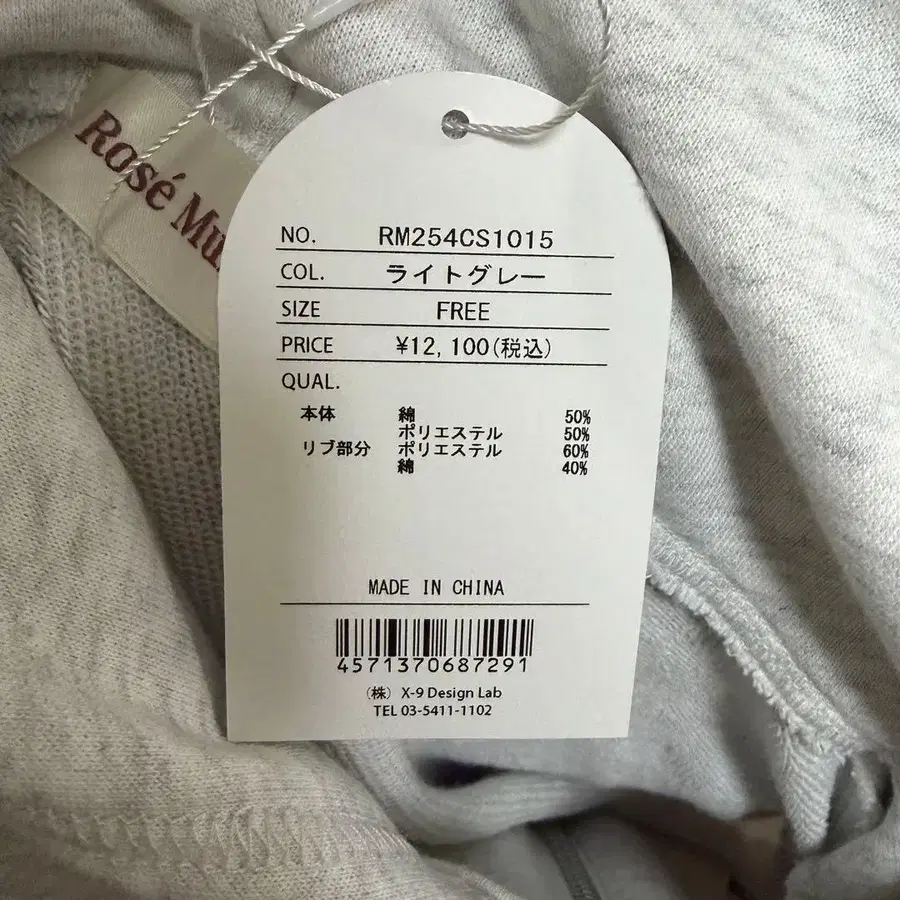 Rosé
NO. RM254CS1015
COL. ライトグレー
SIZE FREE
PRICE ¥12,100(税込)
QUAL.
本体 綿 50%
ポリエステル 50%
リブ部分 ポリエステル 60%
綿 40%
MADE IN CHINA
4571370687291
(株) X-9 Design Lab
TEL 03-5411-1102